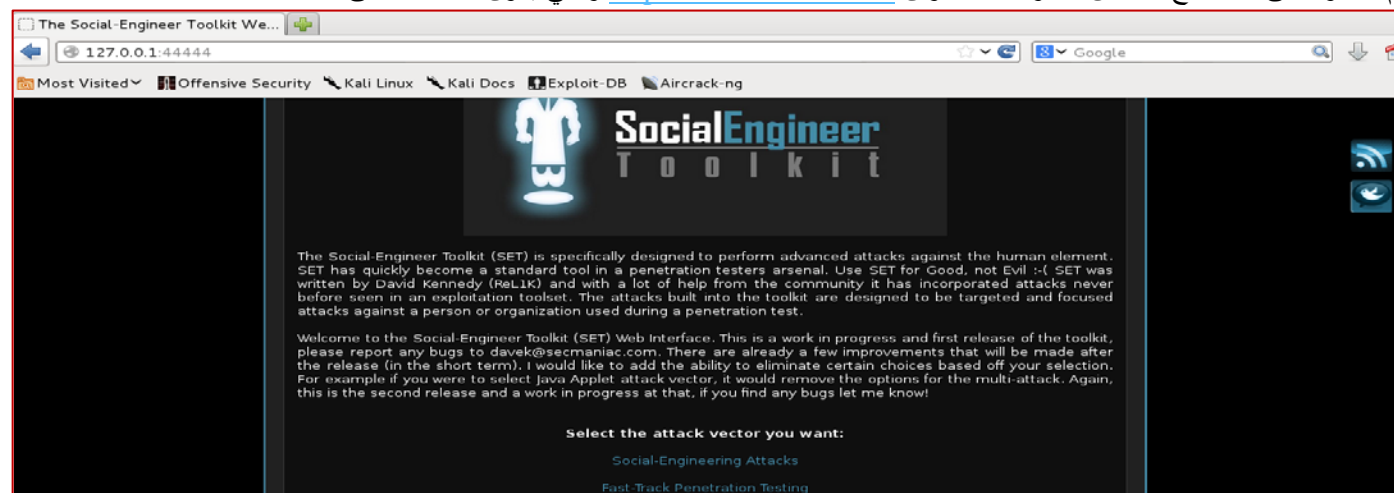 The Social-Engineer Toolkit We...
127.0.0.1:44444
Google
Most Visited Offensive Security Kali Linux Kali Docs Exploit-DB Aircrack-ng
SocialEngineer
Toolkit
The Social-Engineer Toolkit (SET) is specifically designed to perform advanced attacks against the human element.
SET has quickly become a standard tool in a penetration testers arsenal. Use SET for Good, not Evil :-( SET was
written by David Kennedy (ReL1K) and with a lot of help from the community it has incorporated attacks never
before seen in an exploitation toolset. The attacks built into the toolkit are designed to be targeted and focused
attacks against a person or organization used during a penetration test.
Welcome to the Social-Engineer Toolkit (SET) Web Interface. This is a work in progress and first release of the toolkit,
please report any bugs to davek@secmaniac.com. There are already a few improvements that will be made after
the release (in the short term). I would like to add the ability to eliminate certain choices based off your selection.
For example if you were to select Java Applet attack vector, it would remove the options for the multi-attack. Again,
this is the second release and a work in progress at that, if you find any bugs let me know!
Select the attack vector you want:
Social-Engineering Attacks
Fast-Track Penetration Testing